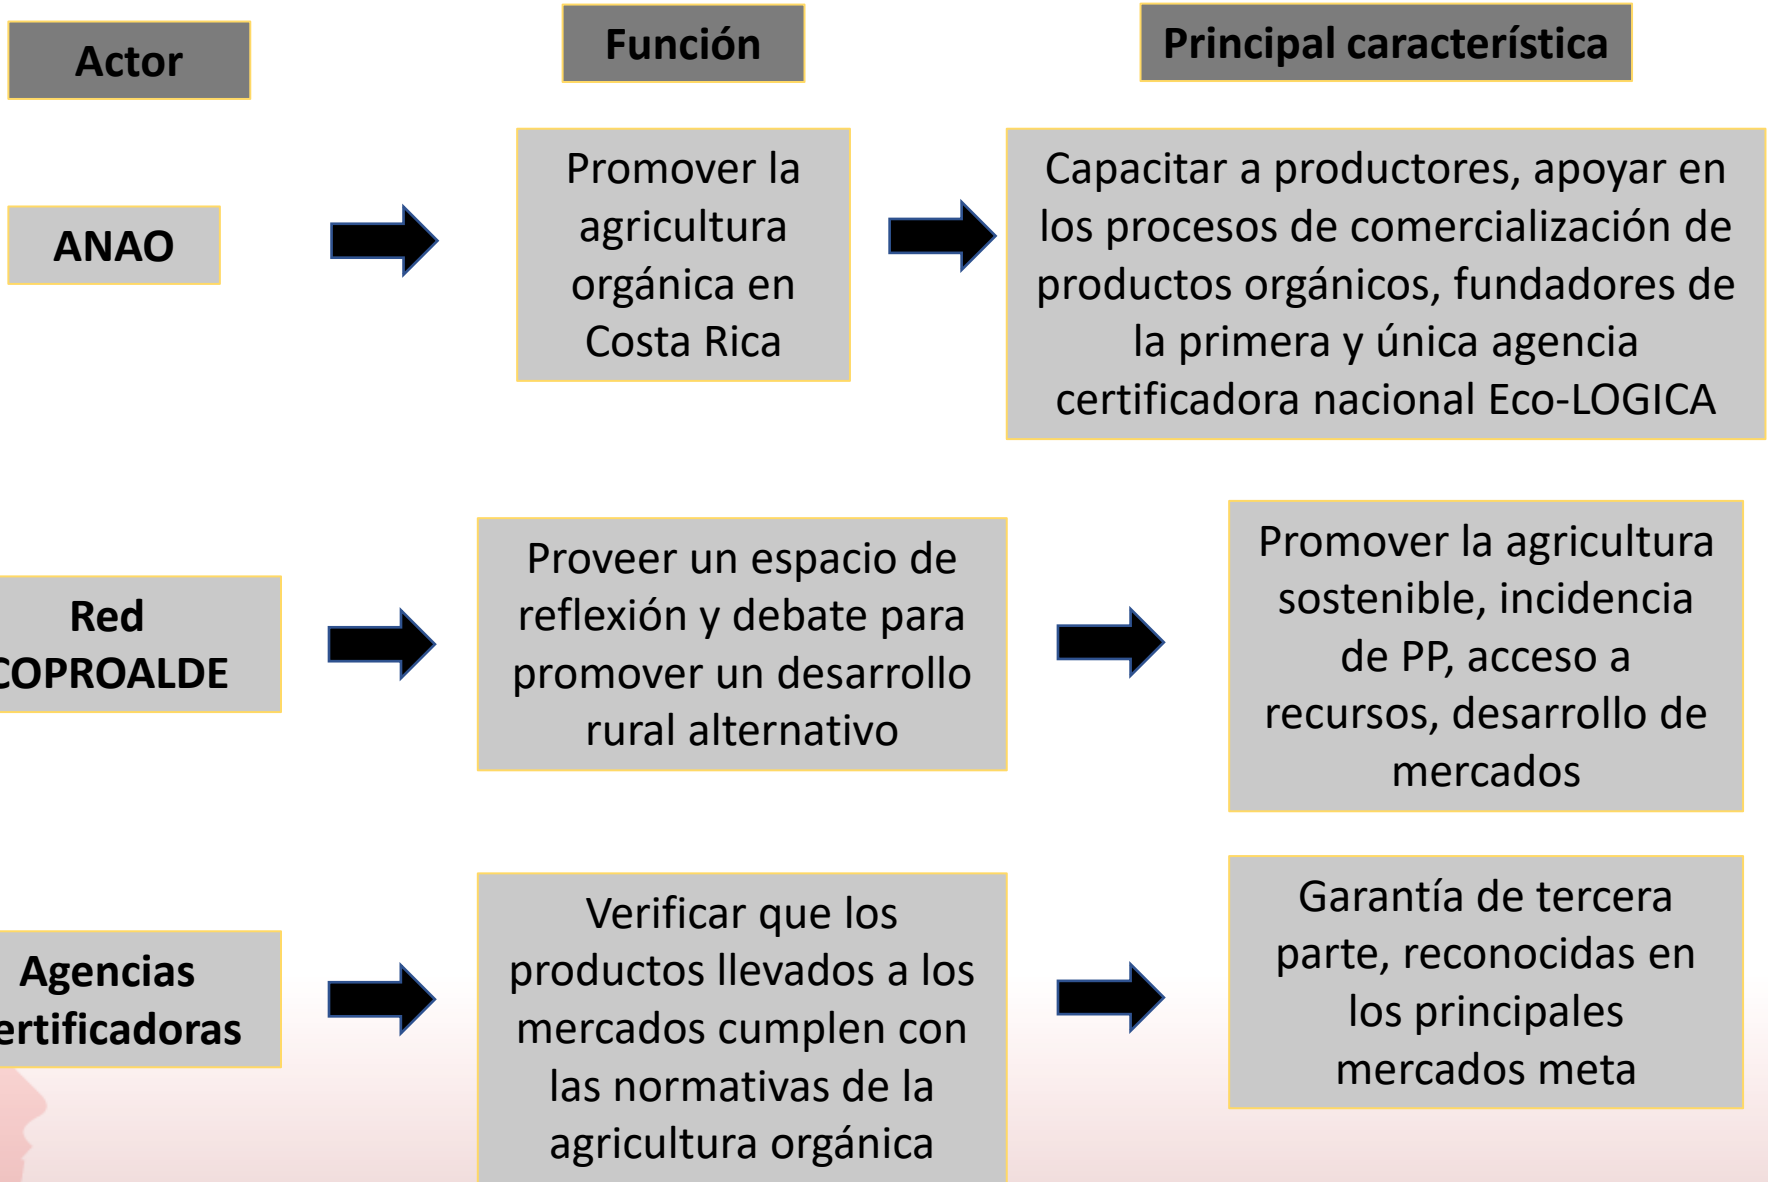 Actor
Función
Principal característica
ANAO
Promover la
agricultura
orgánica en
Costa Rica
Capacitar a productores, apoyar en
los procesos de comercialización de
productos orgánicos, fundadores de
la primera y única agencia
certificadora nacional Eco-LOGICA
Red
COPROALDE
Proveer un espacio de
reflexión y debate para
promover un desarrollo
rural alternativo
Promover la agricultura
sostenible, incidencia
de PP, acceso a
recursos, desarrollo de
mercados
Agencias
ertificadoras
Verificar que los
productos llevados a los
mercados cumplen con
las normativas de la
agricultura orgánica
Garantía de tercera
parte, reconocidas en
los principales
mercados meta